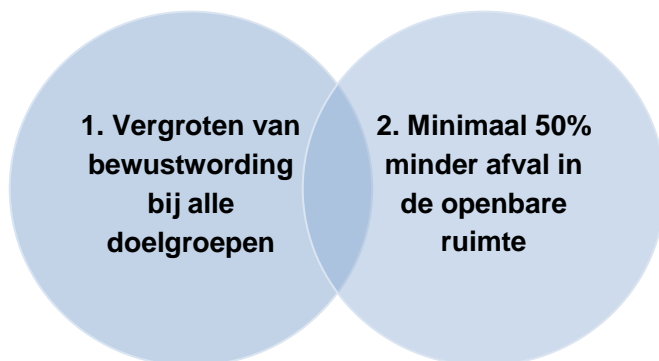 1. Vergroten van
bewustwording
bij alle
doelgroepen
2. Minimaal 50%
minder afval in
de openbare
ruimte